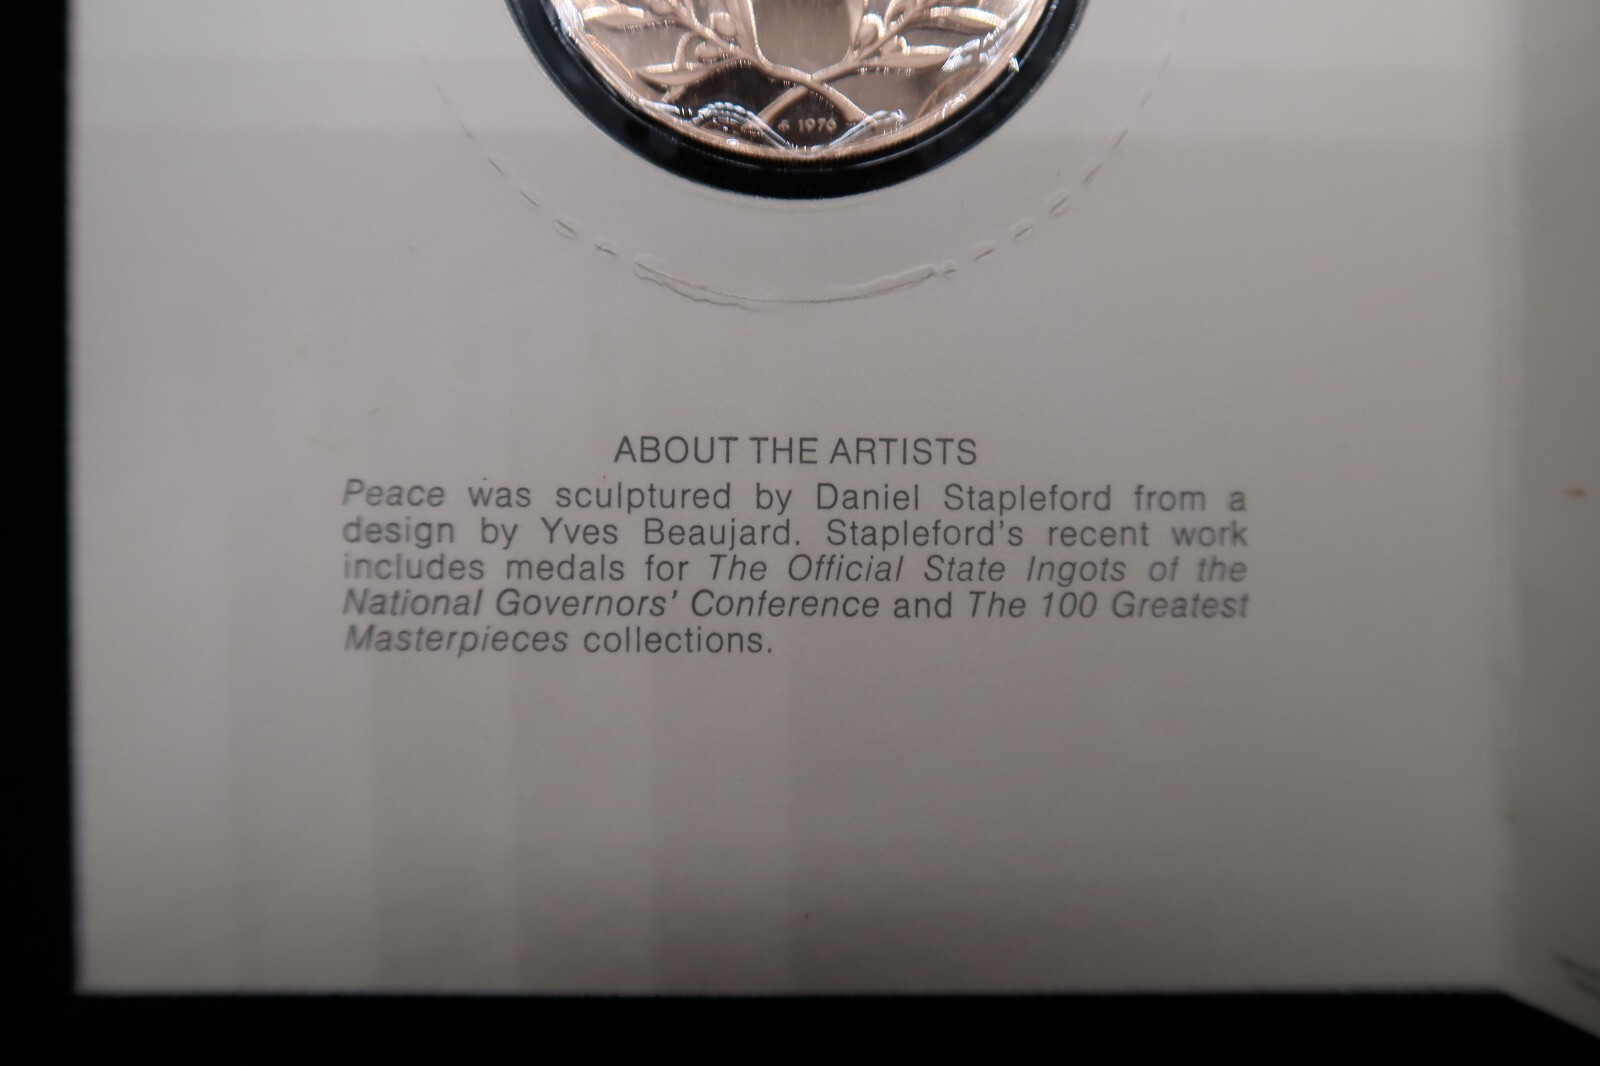 1976
ABOUT THE ARTISTS
Peace was sculptured by Daniel Stapleford from a
design by Yves Beaujard. Stapleford's recent work
includes medals for The Official State Ingots of the
National Governors' Conference and The 100 Greatest
Masterpieces collections.